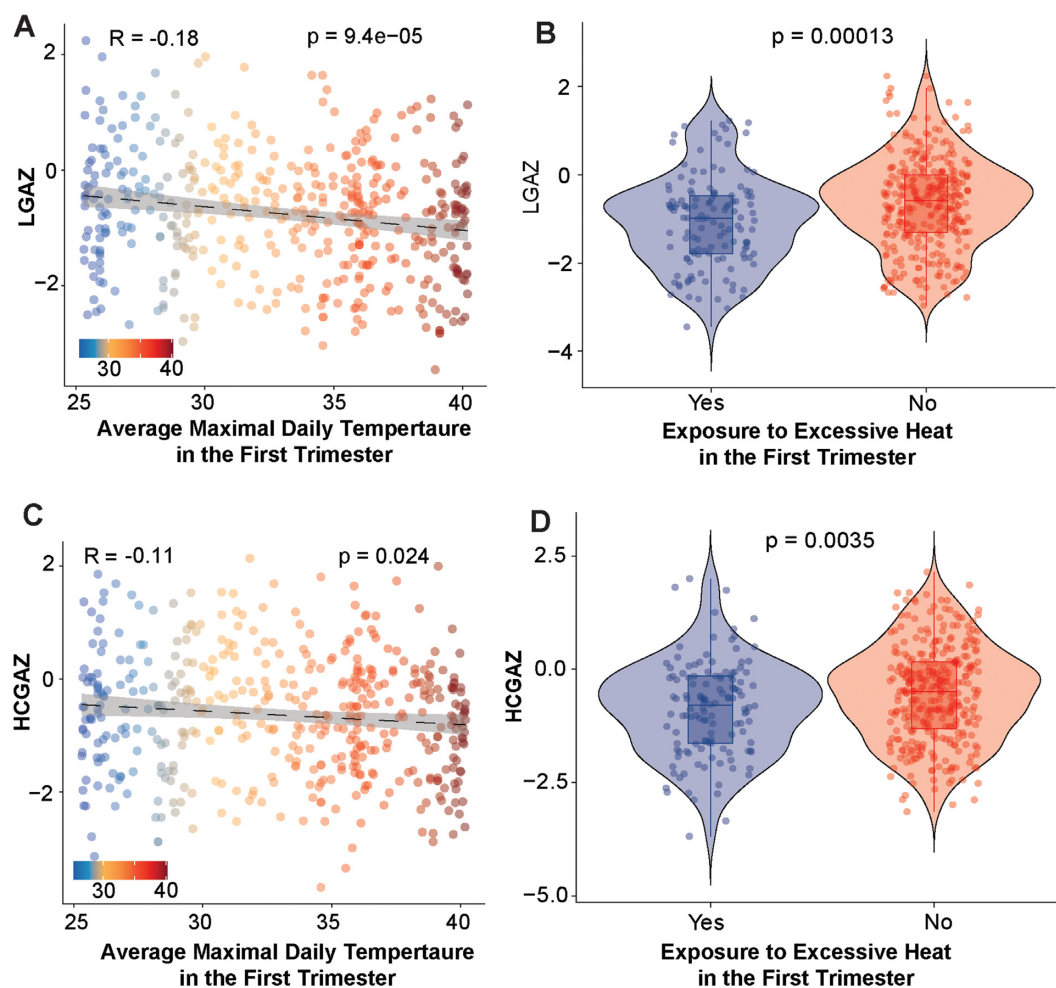 A
R = -0.18
p = 9.4e−05
LGAZ
2
0
−2
30
40
25
30
35
40
Average Maximal Daily Tempertaure
in the First Trimester
B
p = 0.00013
LGAZ
2
0
−2
−4
Yes
No
Exposure to Excessive Heat
in the First Trimester
C
R = -0.11
p = 0.024
HCGAZ
2
0
−2
30
40
25
30
35
40
Average Maximal Daily Tempertaure
in the First Trimester
D
p = 0.0035
HCGAZ
2.5
0.0
−2.5
−5.0
Yes
No
Exposure to Excessive Heat
in the First Trimester